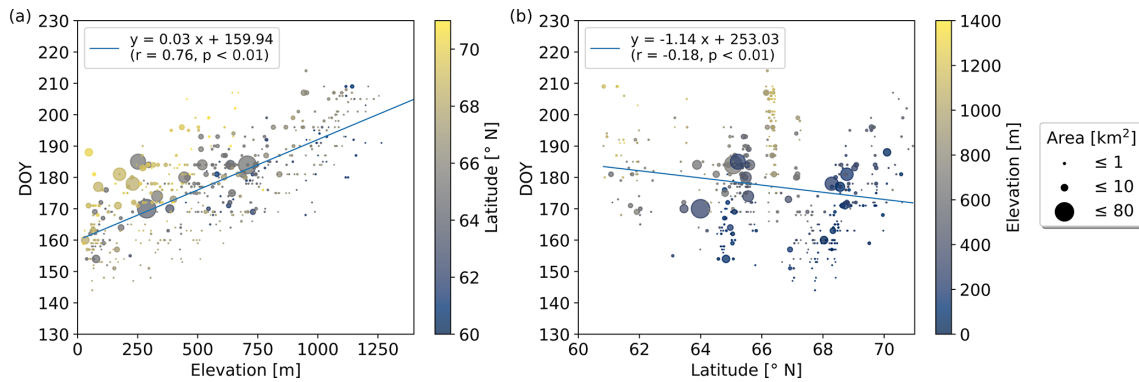 (a)
230
220
210
200
190
180
170
160
150
140
130
DOY
y = 0.03 x + 159.94
(r = 0.76, p < 0.01)
0 250 500 750 1000 1250
Elevation [m]
70
68
66
64
62
60
Latitude [° N]
(b)
230
220
210
200
190
180
170
160
150
140
130
DOY
y = -1.14 x + 253.03
(r = -0.18, p < 0.01)
60 62 64 66 68 70
Latitude [° N]
1400
1200
1000
800
600
400
200
0
Elevation [m]
Area [km²]
≤ 1
≤ 10
≤ 80